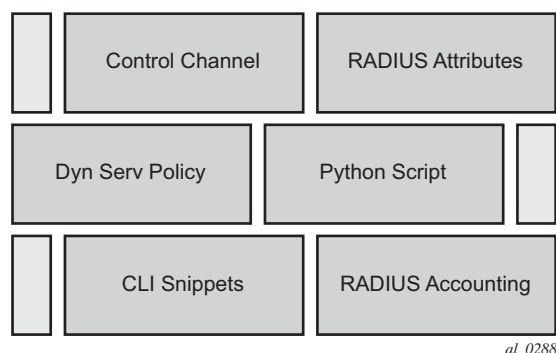 Control Channel RADIUS Attributes
Dyn Serv Policy Python Script
CLI Snippets RADIUS Accounting
al_0288